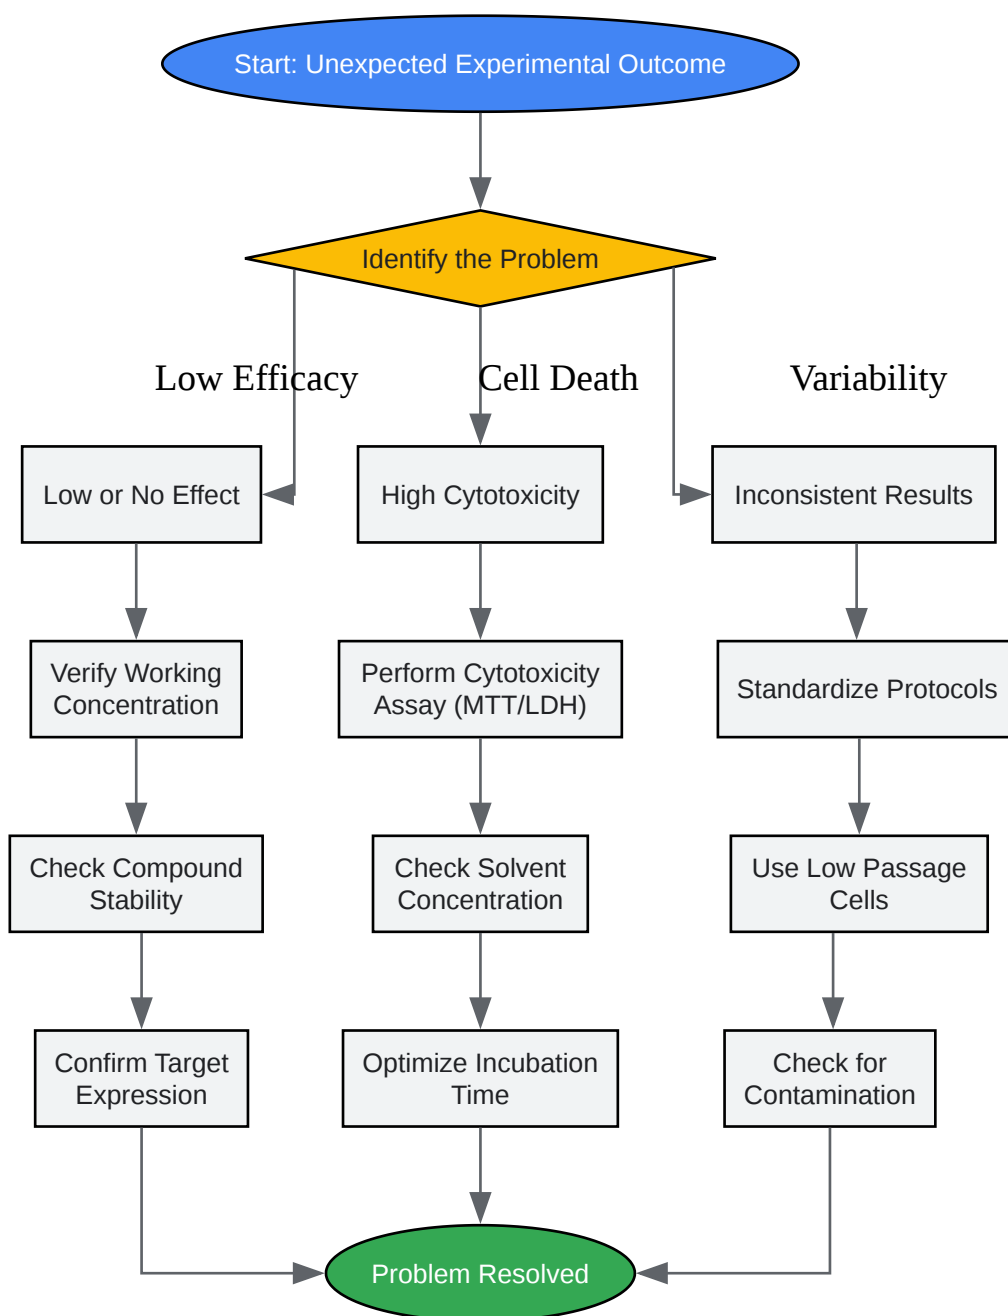 Start: Unexpected Experimental Outcome
Identify the Problem
Low Efficacy
Cell Death
Variability
Low or No Effect
High Cytotoxicity
Inconsistent Results
Verify Working
Concentration
Perform Cytotoxicity
Assay (MTT/LDH)
Standardize Protocols
Check Compound
Stability
Check Solvent
Concentration
Use Low Passage
Cells
Confirm Target
Expression
Optimize Incubation
Time
Check for
Contamination
Problem Resolved